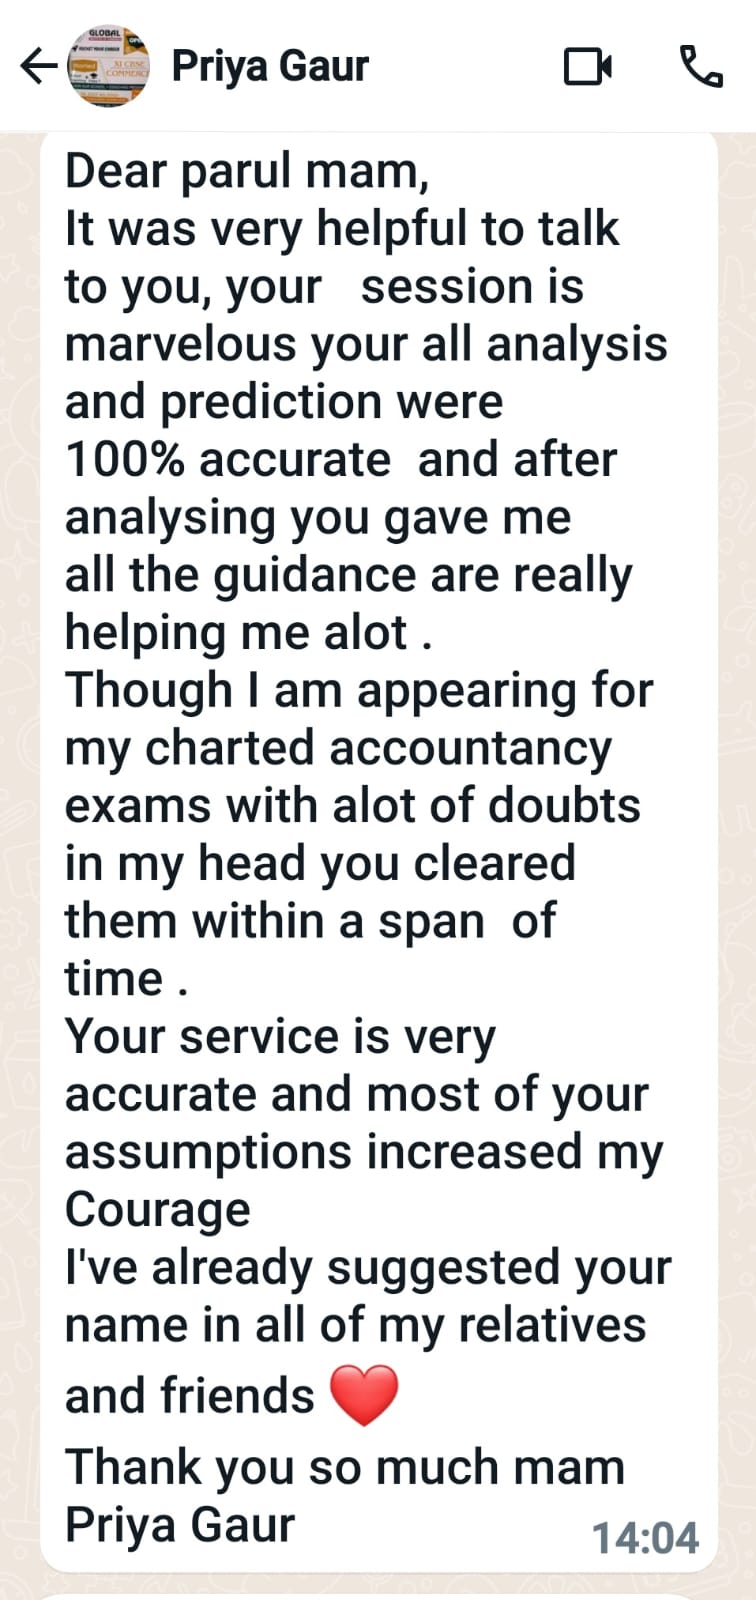 Priya Gaur
GLOBAL
XI CBSE
COMMERCE
Dear parul mam,
It was very helpful to talk
to you, your   session is
marvelous your all analysis
and prediction were
100% accurate  and after
analysing you gave me
all the guidance are really
helping me alot .
Though I am appearing for
my charted accountancy
exams with alot of doubts
in my head you cleared
them within a span  of
time .
Your service is very
accurate and most of your
assumptions increased my
Courage
I've already suggested your
name in all of my relatives
and friends ❤️
Thank you so much mam
Priya Gaur
14:04